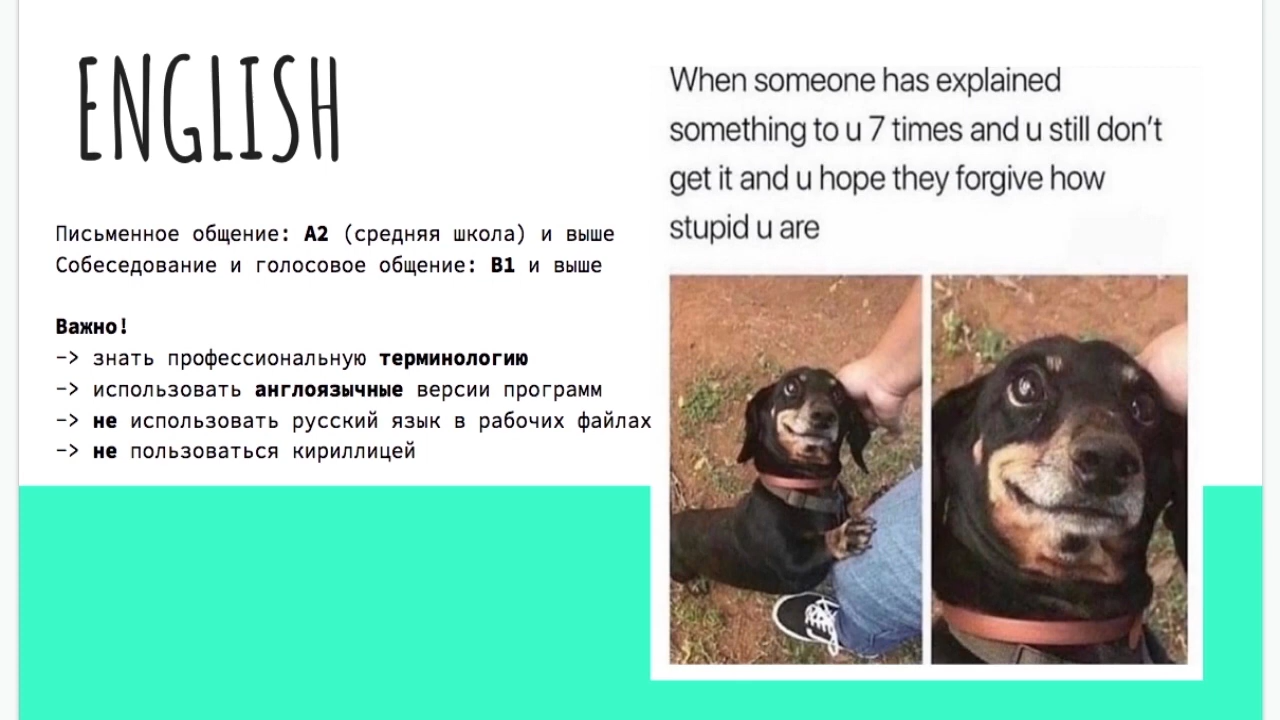 ENGLISH
Письменное общение: A2 (средняя школа) и выше
Собеседование и голосовое общение: B1 и выше
Важно!
-> знать профессиональную терминологию
-> использовать англоязычные версии программ
-> не использовать русский язык в рабочих файлах
-> не пользоваться кириллицей
When someone has explained
something to u 7 times and u still don't
get it and u hope they forgive how
stupid u are